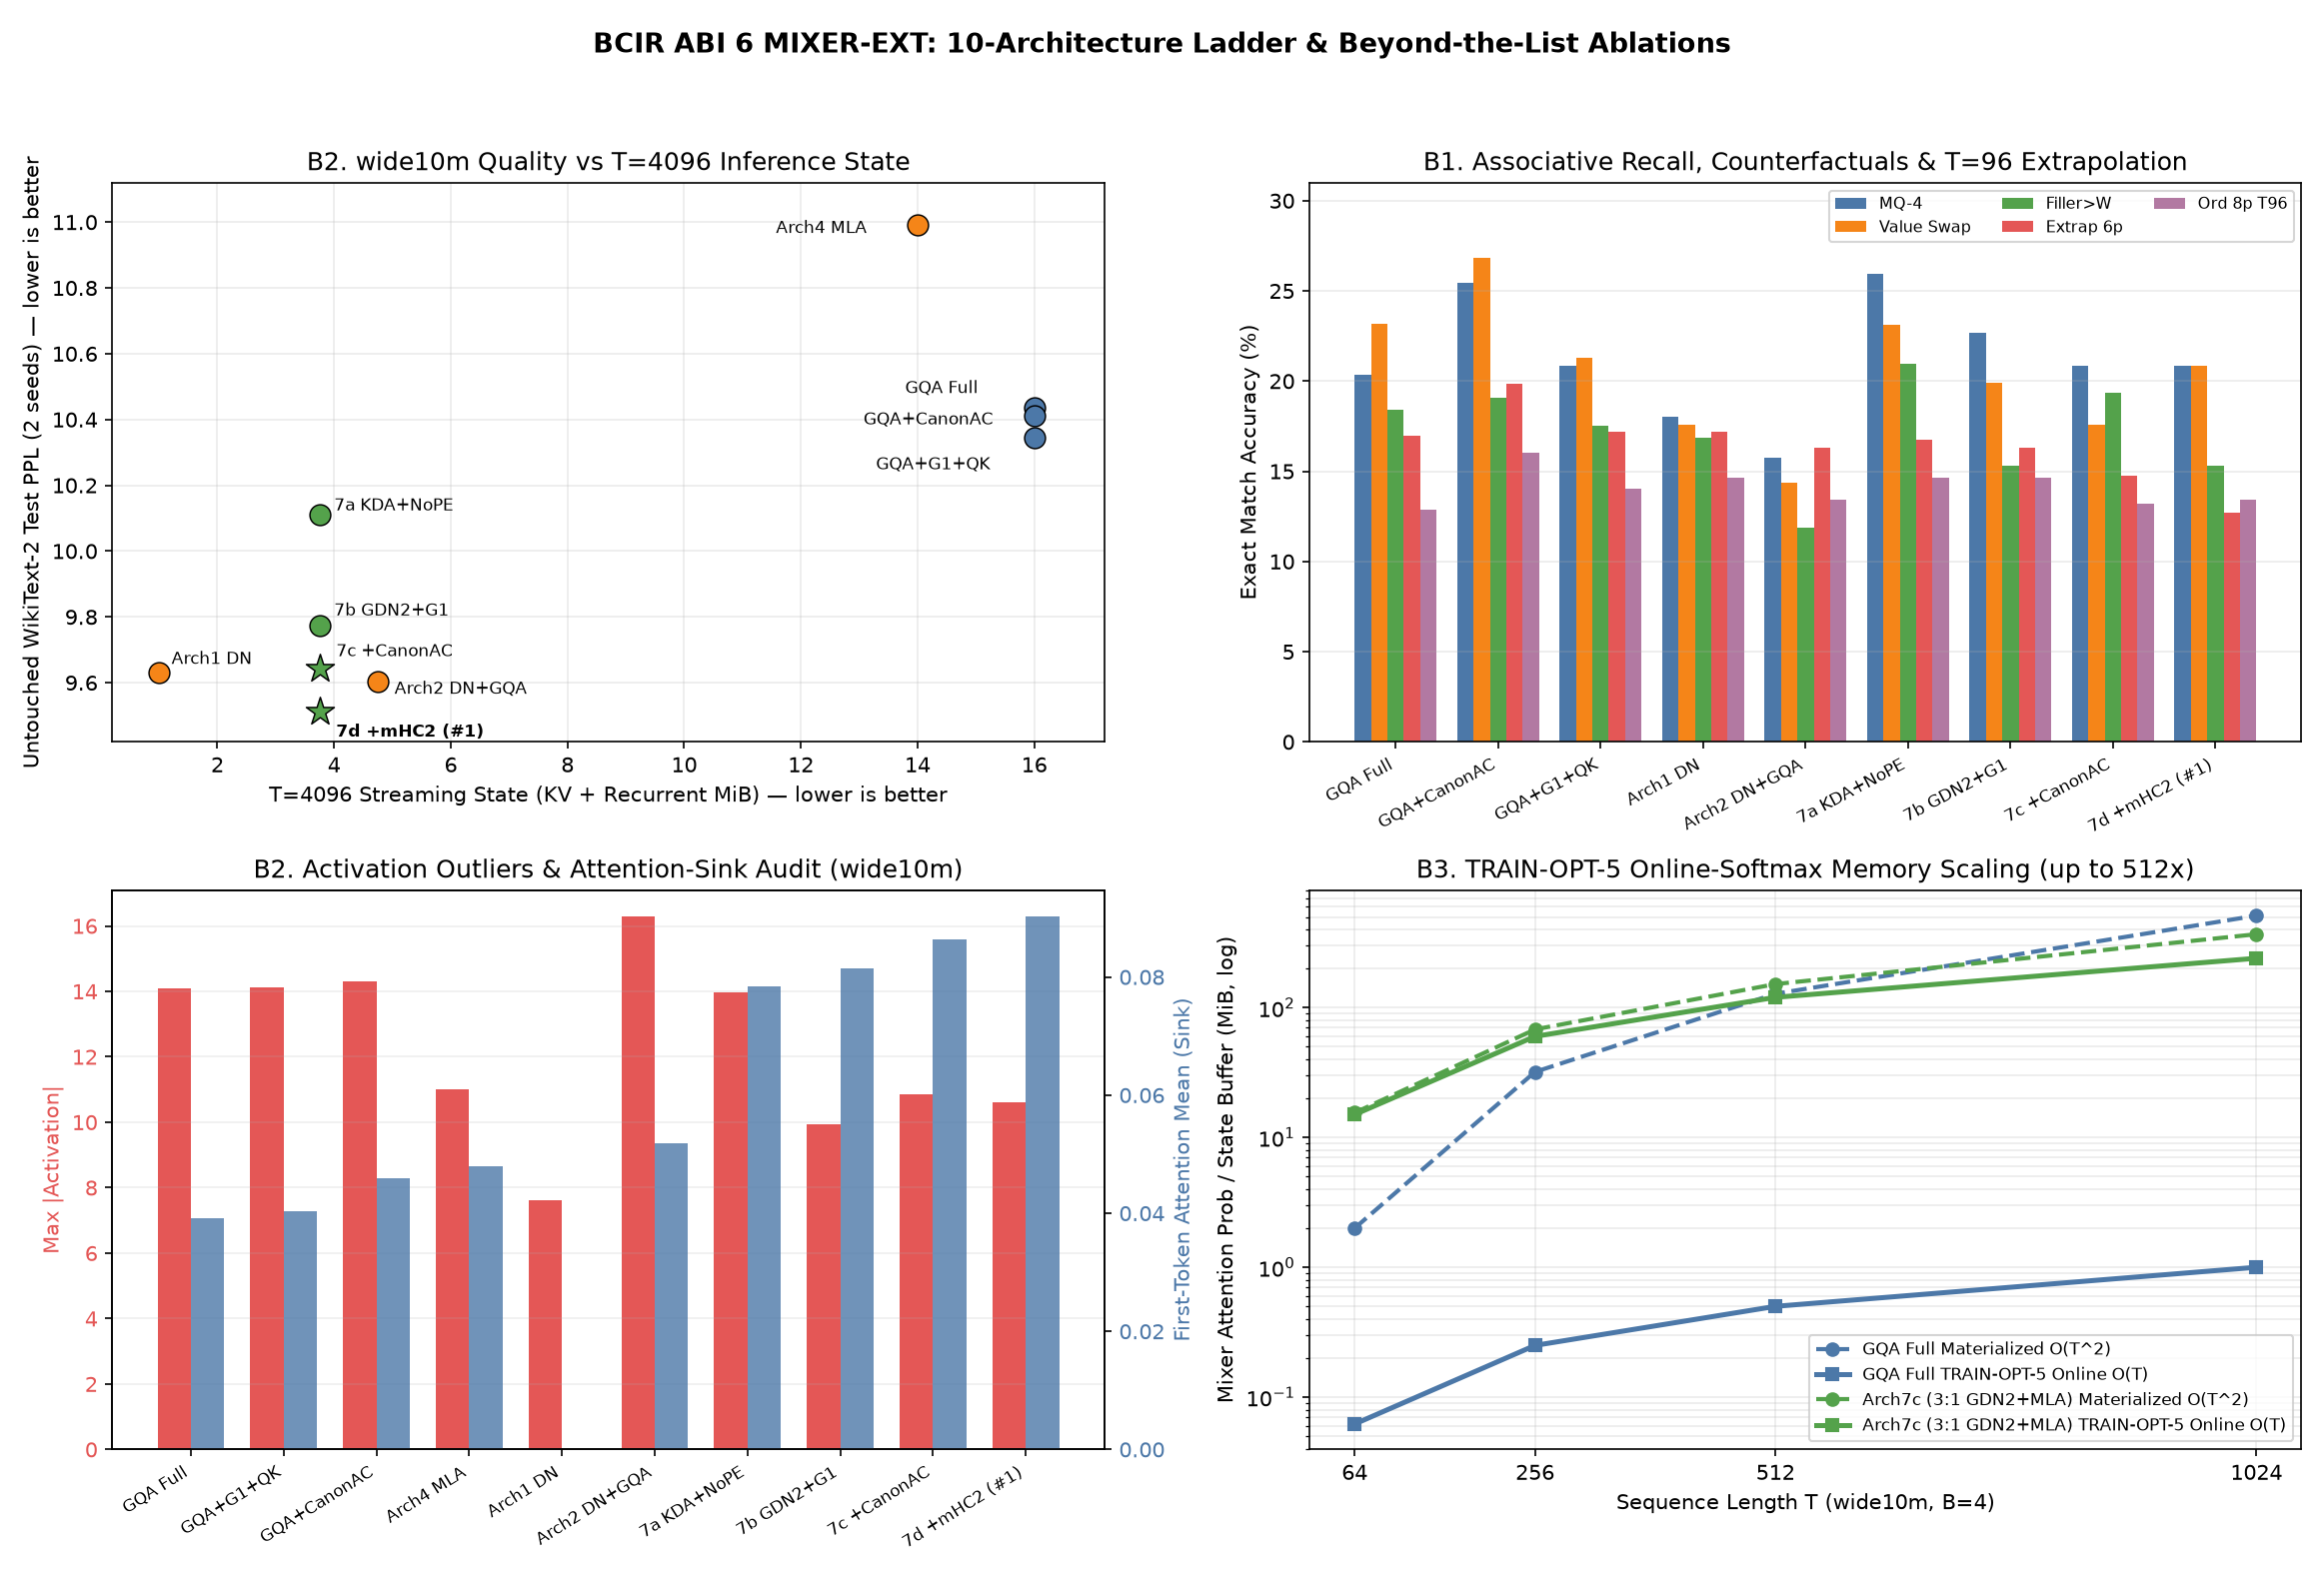 BCIR ABI 6 MIXER-EXT: 10-Architecture Ladder & Beyond-the-List Ablations
B2. wide10m Quality vs T=4096 Inference State
Untouched WikiText-2 Test PPL (2 seeds) — lower is better
11.0
10.8
10.6
10.4
10.2
10.0
9.8
9.6
Arch4 MLA
GQA Full
GQA+CanonAC
GQA+G1+QK
7a KDA+NoPE
7b GDN2+G1
7c +CanonAC
Arch1 DN
Arch2 DN+GQA
7d +mHC2 (#1)
2 4 6 8 10 12 14 16
T=4096 Streaming State (KV + Recurrent MiB) — lower is better
B1. Associative Recall, Counterfactuals & T=96 Extrapolation
Exact Match Accuracy (%)
30
25
20
15
10
5
0
MQ-4 Filler>W Ord 8p T96
Value Swap Extrap 6p
GQA Full
GQA+CanonAC
GQA+G1+QK
Arch1 DN
Arch2 DN+GQA
7a KDA+NoPE
7b GDN2+G1
7c +CanonAC
7d +mHC2 (#1)
B2. Activation Outliers & Attention-Sink Audit (wide10m)
Max |Activation|
16
14
12
10
8
6
4
2
0
0.08
0.06
0.04
0.02
0.00
First-Token Attention Mean (Sink)
GQA Full
GQA+G1+QK
GQA+CanonAC
Arch4 MLA
Arch1 DN
Arch2 DN+GQA
7a KDA+NoPE
7b GDN2+G1
7c +CanonAC
7d +mHC2 (#1)
B3. TRAIN-OPT-5 Online-Softmax Memory Scaling (up to 512x)
Mixer Attention Prob / State Buffer (MiB, log)
10²
10¹
10⁰
10⁻¹
GQA Full Materialized O(T^2)
GQA Full TRAIN-OPT-5 Online O(T)
Arch7c (3:1 GDN2+MLA) Materialized O(T^2)
Arch7c (3:1 GDN2+MLA) TRAIN-OPT-5 Online O(T)
64 256 512 1024
Sequence Length T (wide10m, B=4)